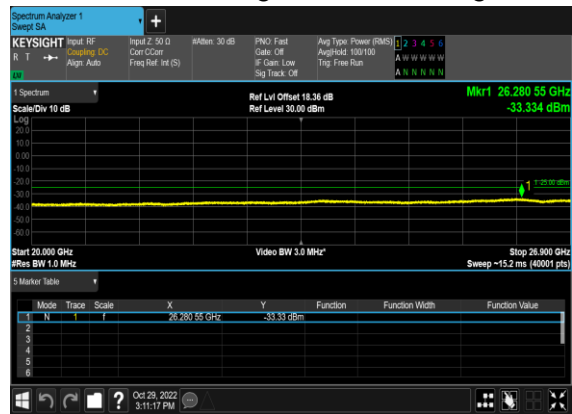 Spectrum Analyzer 1
Swept SA
+
KEYSIGHT Input: RF Input Z: 50 Ω #Atten: 30 dB PNO: Fast Avg Type: Power (RMS) 1 2 3 4 5 6
R T Coupling: DC Corr CCorr Gate: Off Avg|Hold: 100/100 A W W W W W
Align: Auto Freq Ref: Int (S) IF Gain: Low Trig: Free Run
Sig Track: Off A N N N N N
1 Spectrum Ref Lvl Offset 18.36 dB Mkr1 26.280 55 GHz
Scale/Div 10 dB Ref Level 30.00 dBm -33.334 dBm
Log
20.0
10.0
0.00
-10.0
-20.0
-30.0
-40.0
-50.0
-60.0
1 -25.00 dBm
Start 20.000 GHz Video BW 3.0 MHz* Stop 26.900 GHz
#Res BW 1.0 MHz Sweep ~15.2 ms (40001 pts)
5 Marker Table
Mode Trace Scale X Y Function Function Width Function Value
1 N 1 f 26.280 55 GHz -33.33 dBm
2
3
4
5
6
? Oct 29, 2022
3:11:17 PM